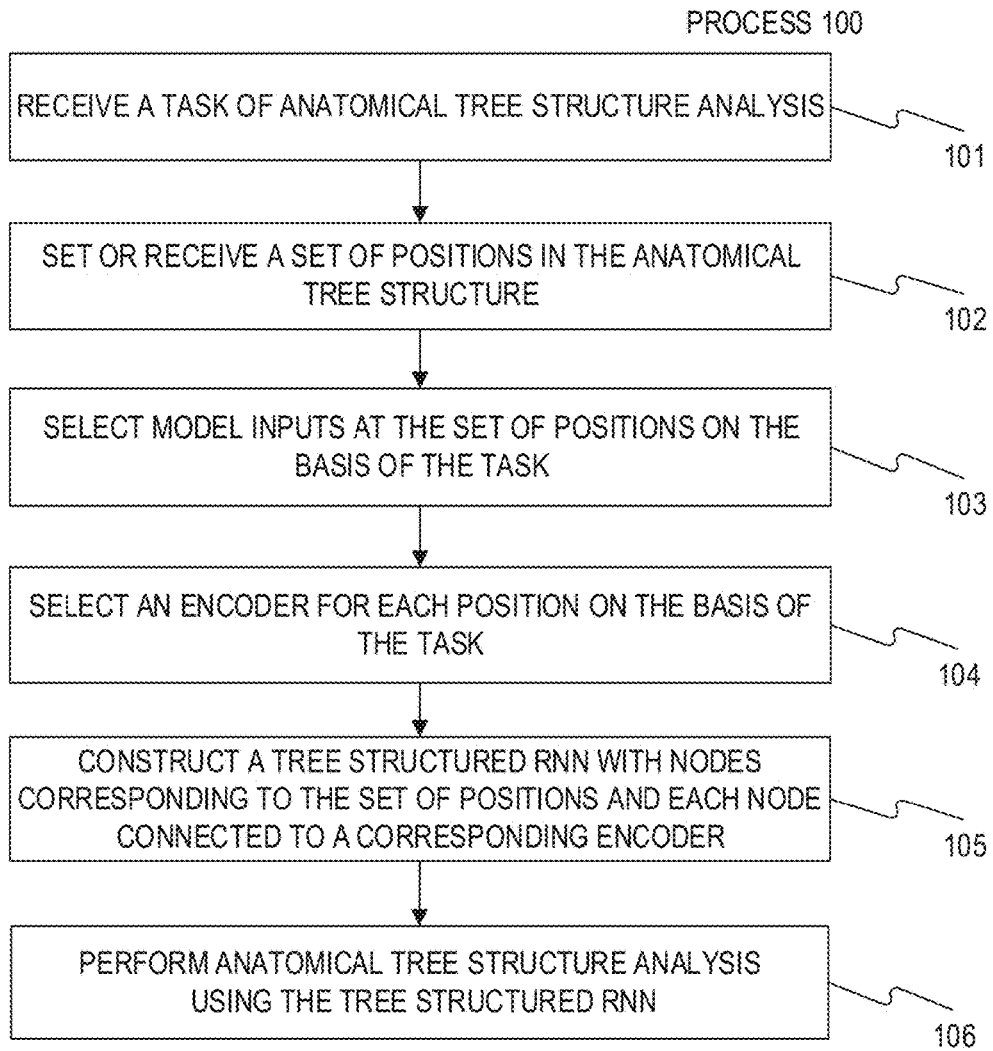 PROCESS 100
RECEIVE A TASK OF ANATOMICAL TREE STRUCTURE ANALYSIS
101
SET OR RECEIVE A SET OF POSITIONS IN THE ANATOMICAL
TREE STRUCTURE
102
SELECT MODEL INPUTS AT THE SET OF POSITIONS ON THE
BASIS OF THE TASK
103
SELECT AN ENCODER FOR EACH POSITION ON THE BASIS OF
THE TASK
104
CONSTRUCT A TREE STRUCTURED RNN WITH NODES
CORRESPONDING TO THE SET OF POSITIONS AND EACH NODE
CONNECTED TO A CORRESPONDING ENCODER
105
PERFORM ANATOMICAL TREE STRUCTURE ANALYSIS
USING THE TREE STRUCTURED RNN
106